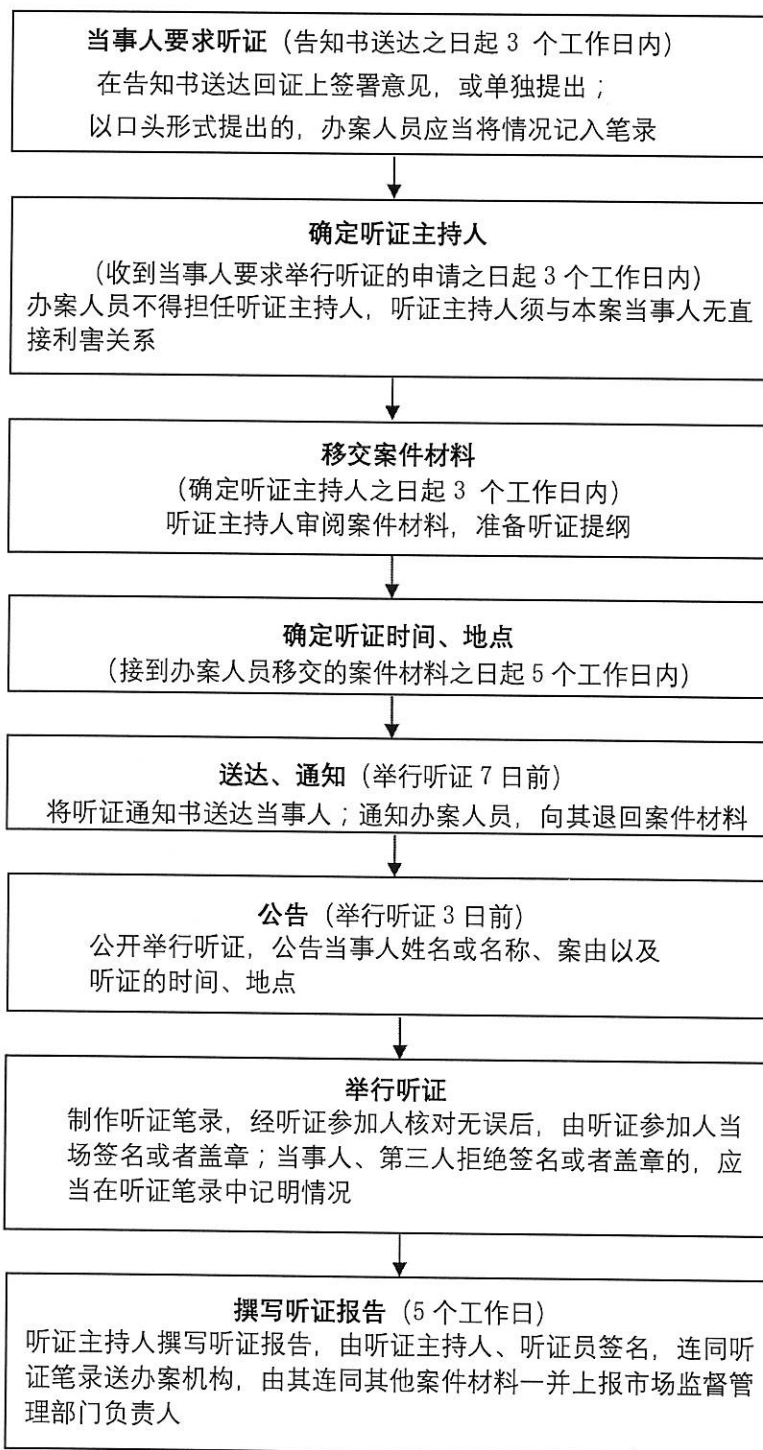 当事人要求听证（告知书送达之日起 3 个工作日内）
在告知书送达回证上签署意见，或单独提出；
以口头形式提出的，办案人员应当将情况记入笔录
确定听证主持人
（收到当事人要求举行听证的申请之日起 3 个工作日内）
办案人员不得担任听证主持人，听证主持人须与本案当事人无直
接利害关系
移交案件材料
（确定听证主持人之日起 3 个工作日内）
听证主持人审阅案件材料，准备听证提纲
确定听证时间、地点
（接到办案人员移交的案件材料之日起 5 个工作日内）
送达、通知（举行听证 7 日前）
将听证通知书送达当事人；通知办案人员，向其退回案件材料
公告（举行听证 3 日前）
公开举行听证，公告当事人姓名或名称、案由以及
听证的时间、地点
举行听证
制作听证笔录，经听证参加人核对无误后，由听证参加人当
场签名或者盖章；当事人、第三人拒绝签名或者盖章的，应
当在听证笔录中记明情况
撰写听证报告（5 个工作日）
听证主持人撰写听证报告，由听证主持人、听证员签名，连同听
证笔录送办案机构，由其连同其他案件材料一并上报市场监督管
理部门负责人